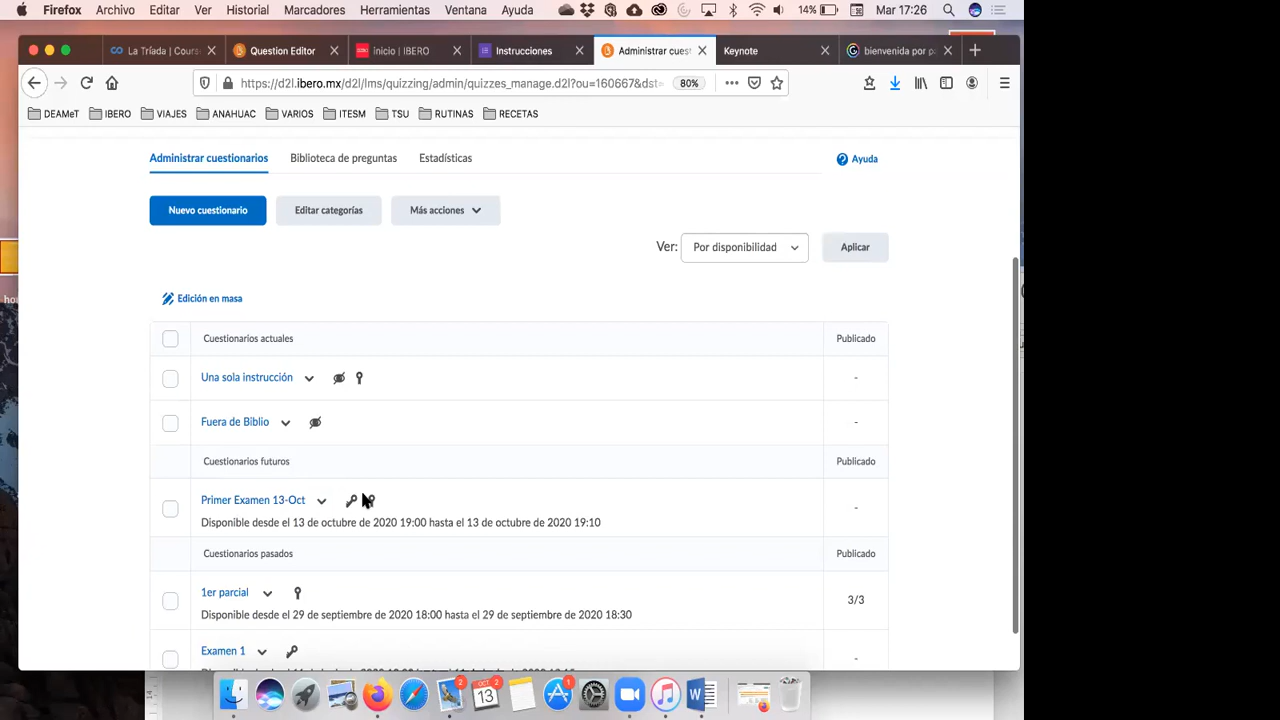 Firefox Archivo Editar Ver Historial Marcadores Herramientas Ventana Ayuda 14% Mar 17:26
La Tríada | Cours Question Editor inicio | IBERO Instrucciones Administrar cues Keynote bienvenida por p
https://d2l.ibero.mx/d2l/lms/quizzing/admin/quizzes_manage.d2l?ou=160667&dst= 80%
DEAMeT IBERO VIAJES ANAHUAC VARIOS ITESM TSU RUTINAS RECETAS
Administrar cuestionarios Biblioteca de preguntas Estadísticas Ayuda
Nuevo cuestionario Editar categorías Más acciones
Ver: Por disponibilidad Aplicar
Edición en masa
Cuestionarios actuales Publicado
Una sola instrucción -
Fuera de Biblio -
Cuestionarios futuros Publicado
Primer Examen 13-Oct -
Disponible desde el 13 de octubre de 2020 19:00 hasta el 13 de octubre de 2020 19:10
Cuestionarios pasados Publicado
1er parcial 3/3
Disponible desde el 29 de septiembre de 2020 18:00 hasta el 29 de septiembre de 2020 18:30
Examen 1 -
2 OCT 13 2 1